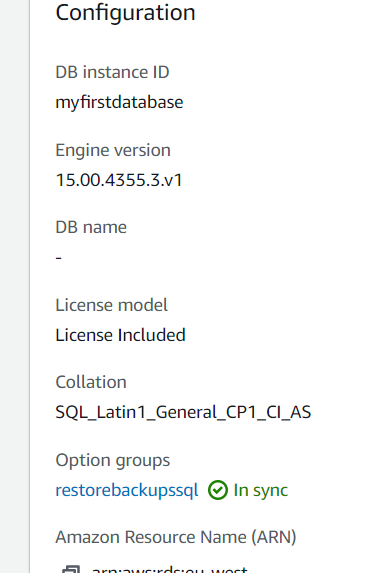 Configuration
DB instance ID
myfirstdatabase
Engine version
15.00.4355.3.v1
DB name
-
License model
License Included
Collation
SQL_Latin1_General_CP1_CI_AS
Option groups
restorebackupssql In sync
Amazon Resource Name (ARN)
arn:aws:rds:eu-west-